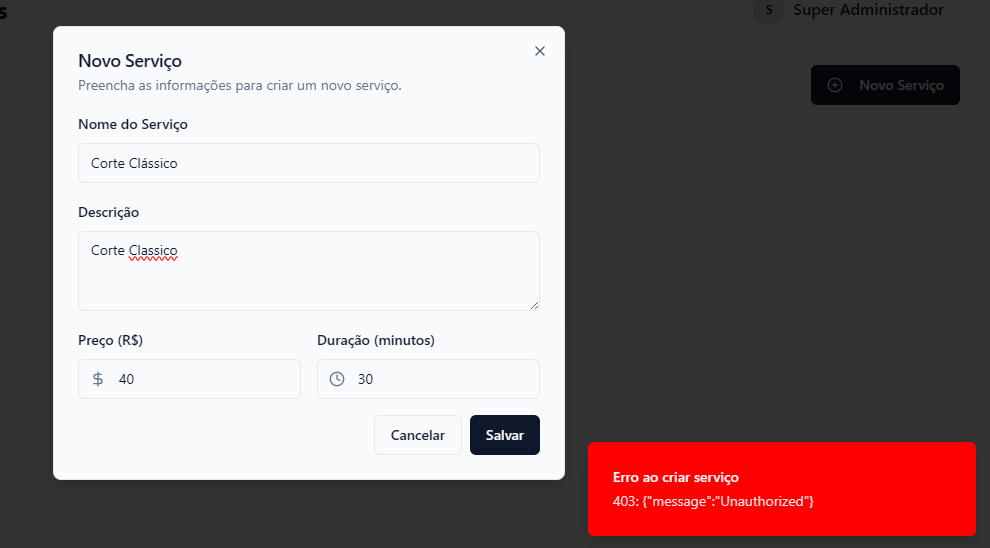 s
S Super Administrador
Novo Serviço
Preencha as informações para criar um novo serviço.
Novo Serviço
Nome do Serviço
Corte Clássico
Descrição
Corte Classico
Preço (R$)
Duração (minutos)
$ 40
30
Cancelar
Salvar
Erro ao criar serviço
403: {"message":"Unauthorized"}